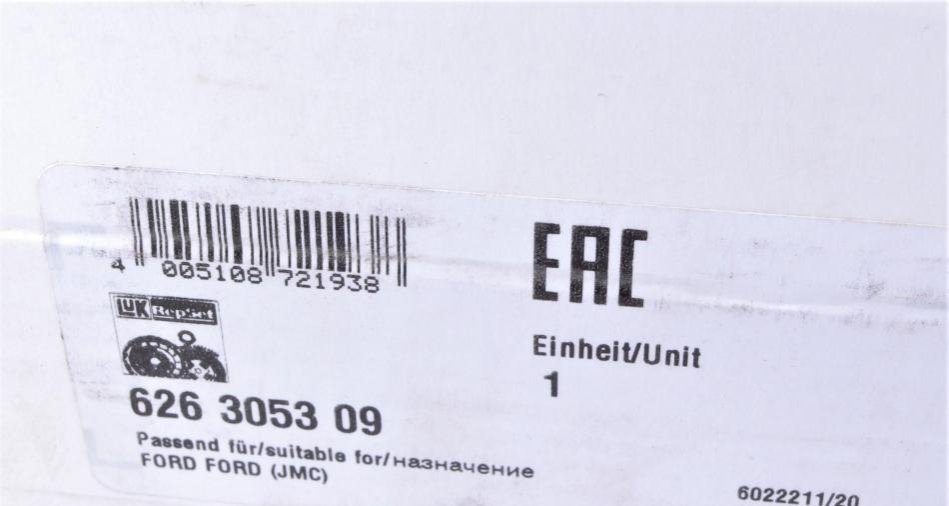 4 005108 721938
EAC
LUK RepSet
Einheit/Unit
1
626 3053 09
Passend für/suitable for/назначение
FORD FORD (JMC)
6022211/20